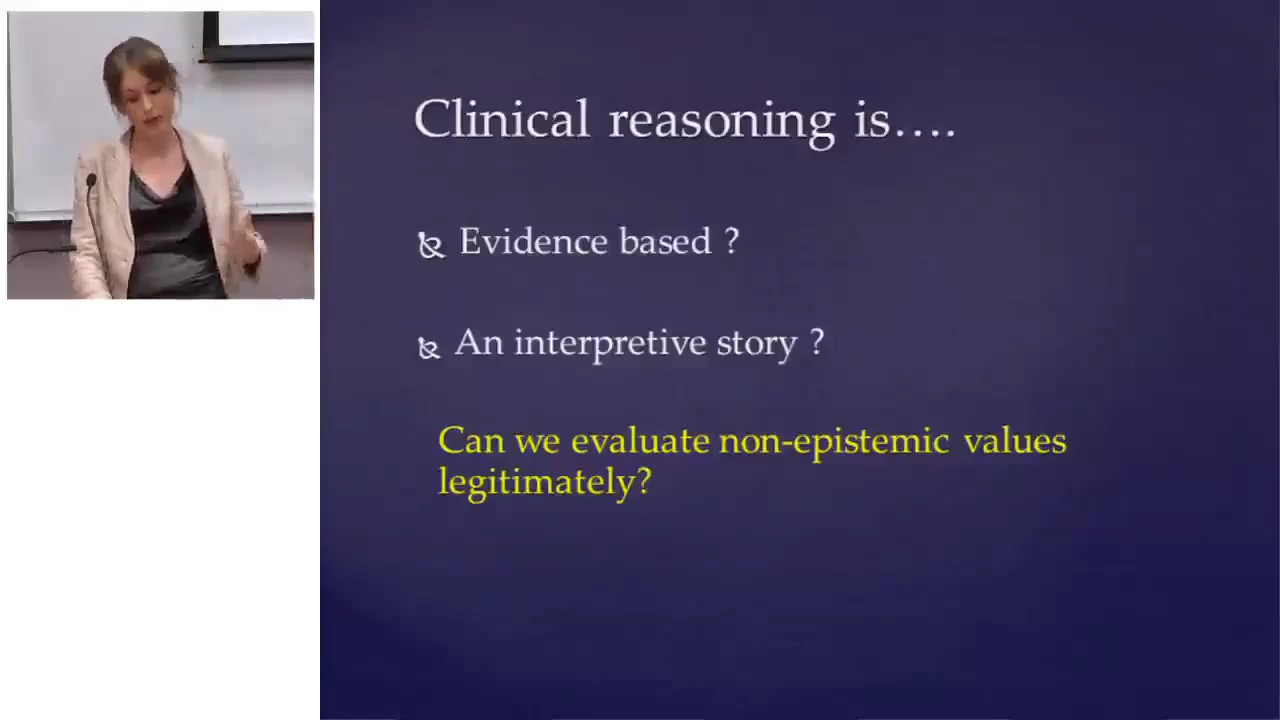 Clinical reasoning is….
Evidence based ?
An interpretive story ?
Can we evaluate non-epistemic values
legitimately?